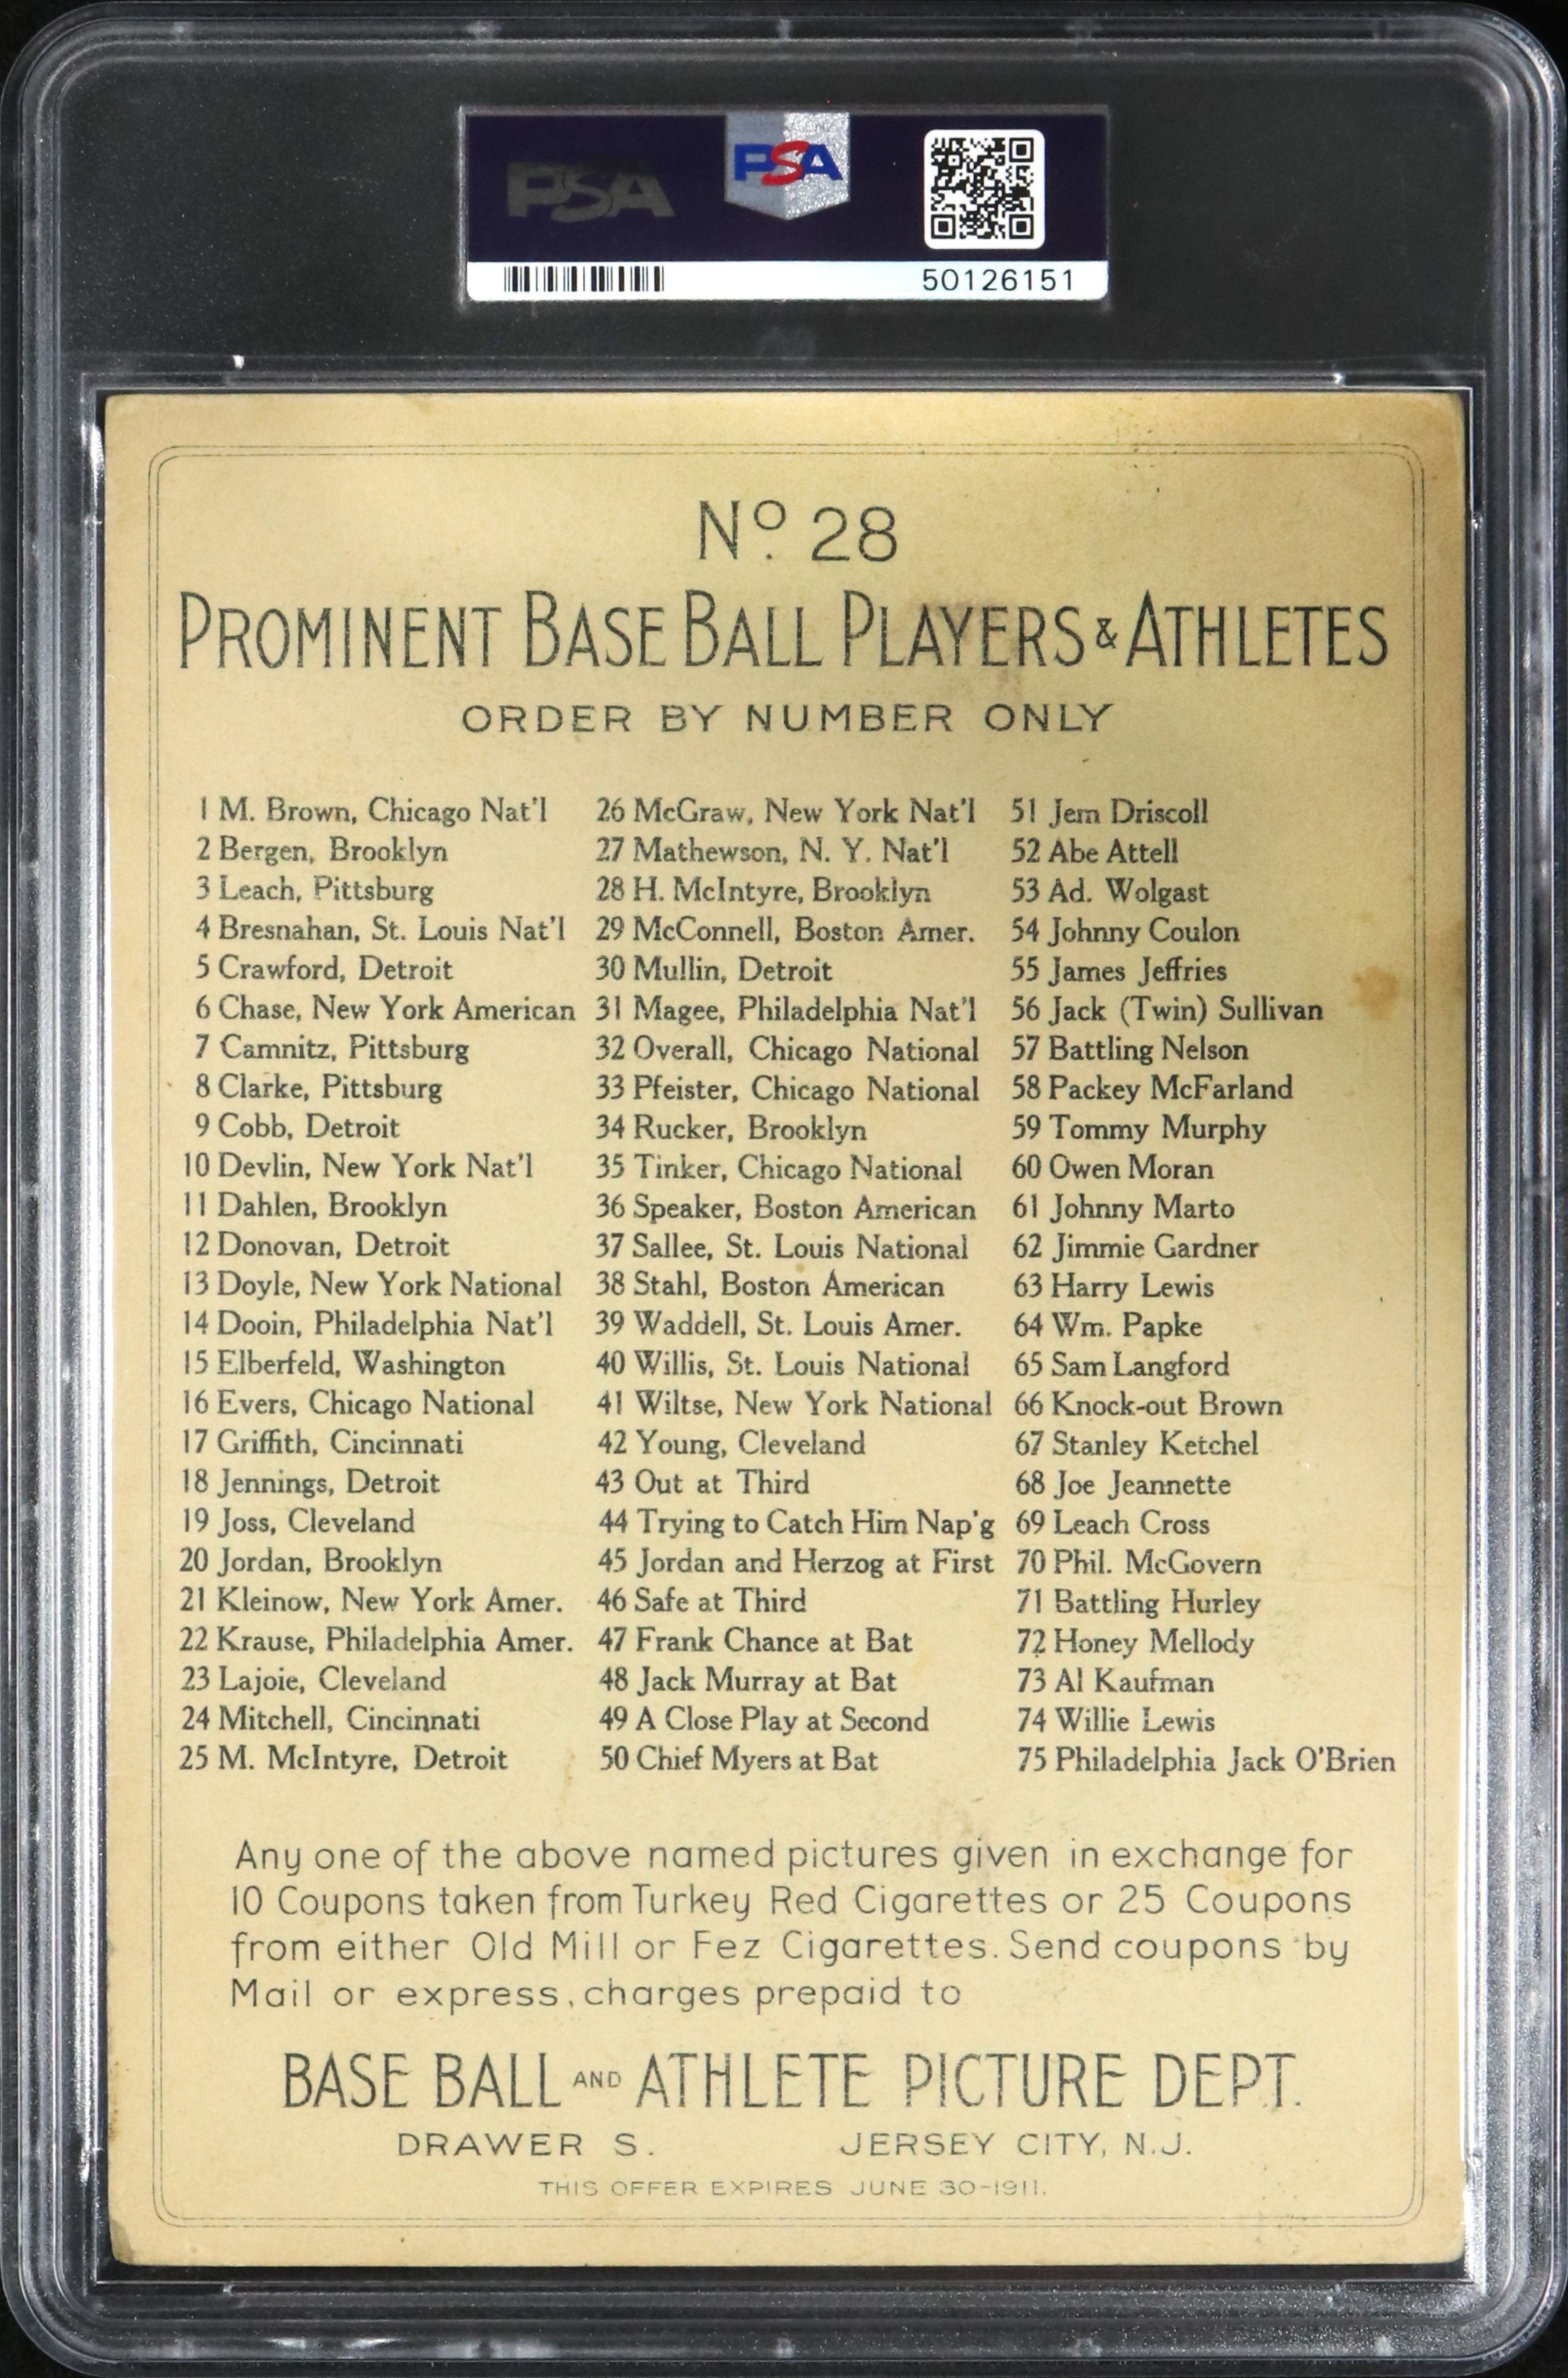 PSA
PSA
50126151
Nº 28
PROMINENT BASE BALL PLAYERS & ATHLETES
ORDER BY NUMBER ONLY
1 M. Brown, Chicago Nat'l
2 Bergen, Brooklyn
3 Leach, Pittsburg
4 Bresnahan, St. Louis Nat'l
5 Crawford, Detroit
6 Chase, New York American
7 Camnitz, Pittsburg
8 Clarke, Pittsburg
9 Cobb, Detroit
10 Devlin, New York Nat'l
11 Dahlen, Brooklyn
12 Donovan, Detroit
13 Doyle, New York National
14 Dooin, Philadelphia Nat'l
15 Elberfeld, Washington
16 Evers, Chicago National
17 Griffith, Cincinnati
18 Jennings, Detroit
19 Joss, Cleveland
20 Jordan, Brooklyn
21 Kleinow, New York Amer.
22 Krause, Philadelphia Amer.
23 Lajoie, Cleveland
24 Mitchell, Cincinnati
25 M. McIntyre, Detroit
26 McGraw, New York Nat'l
27 Mathewson, N. Y. Nat'l
28 H. McIntyre, Brooklyn
29 McConnell, Boston Amer.
30 Mullin, Detroit
31 Magee, Philadelphia Nat'l
32 Overall, Chicago National
33 Pfeister, Chicago National
34 Rucker, Brooklyn
35 Tinker, Chicago National
36 Speaker, Boston American
37 Sallee, St. Louis National
38 Stahl, Boston American
39 Waddell, St. Louis Amer.
40 Willis, St. Louis National
41 Wiltse, New York National
42 Young, Cleveland
43 Out at Third
44 Trying to Catch Him Nap'g
45 Jordan and Herzog at First
46 Safe at Third
47 Frank Chance at Bat
48 Jack Murray at Bat
49 A Close Play at Second
50 Chief Myers at Bat
51 Jem Driscoll
52 Abe Attell
53 Ad. Wolgast
54 Johnny Coulon
55 James Jeffries
56 Jack (Twin) Sullivan
57 Battling Nelson
58 Packey McFarland
59 Tommy Murphy
60 Owen Moran
61 Johnny Marto
62 Jimmie Gardner
63 Harry Lewis
64 Wm. Papke
65 Sam Langford
66 Knock-out Brown
67 Stanley Ketchel
68 Joe Jeannette
69 Leach Cross
70 Phil. McGovern
71 Battling Hurley
72 Honey Mellody
73 Al Kaufman
74 Willie Lewis
75 Philadelphia Jack O'Brien
Any one of the above named pictures given in exchange for
10 Coupons taken from Turkey Red Cigarettes or 25 Coupons
from either Old Mill or Fez Cigarettes. Send coupons by
Mail or express, charges prepaid to
BASE BALL AND ATHLETE PICTURE DEPT.
DRAWER S. JERSEY CITY, N.J.
THIS OFFER EXPIRES JUNE 30-1911.